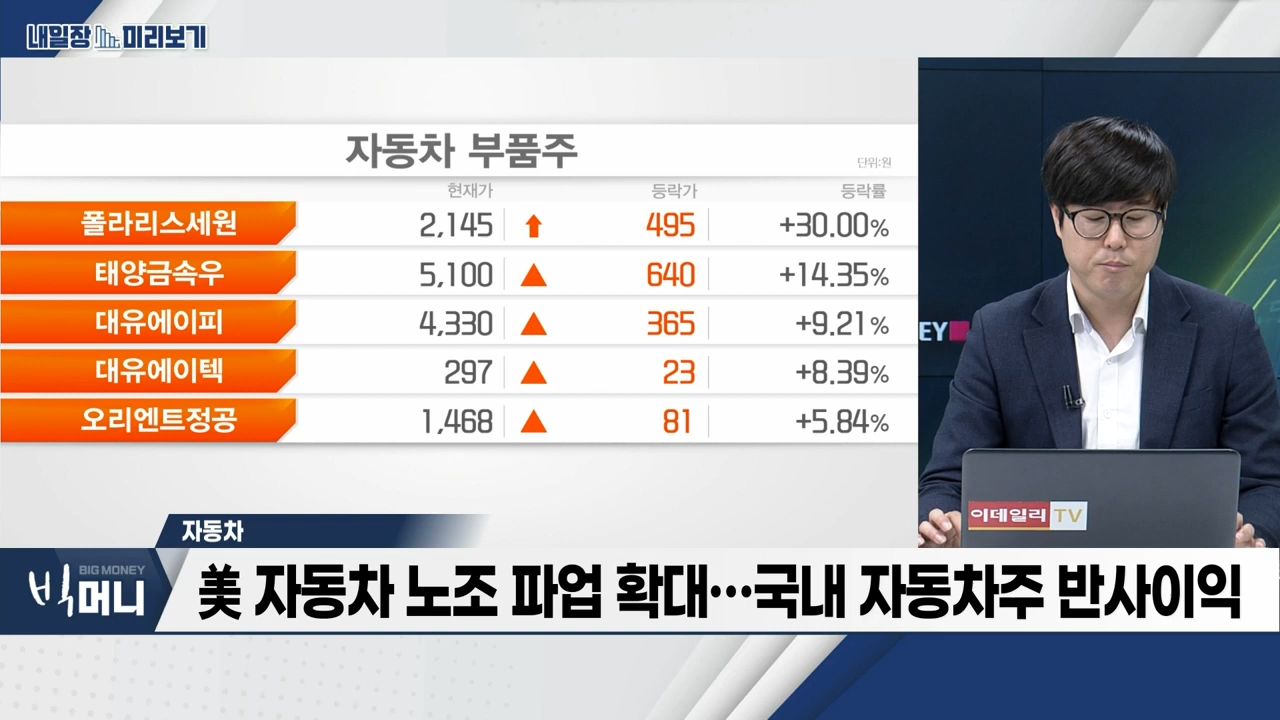 내일장 미리보기
자동차 부품주
단위:원
현재가 등락가 등락률
폴라리스세원 2,145 495 +30.00%
태양금속우 5,100 ▲ 640 +14.35%
대유에이피 4,330 ▲ 365 +9.21%
대유에이텍 297 ▲ 23 +8.39%
오리엔트정공 1,468 ▲ 81 +5.84%
EY
이데일리 TV
자동차
BIG MONEY
빅머니
美 자동차 노조 파업 확대…국내 자동차주 반사이익